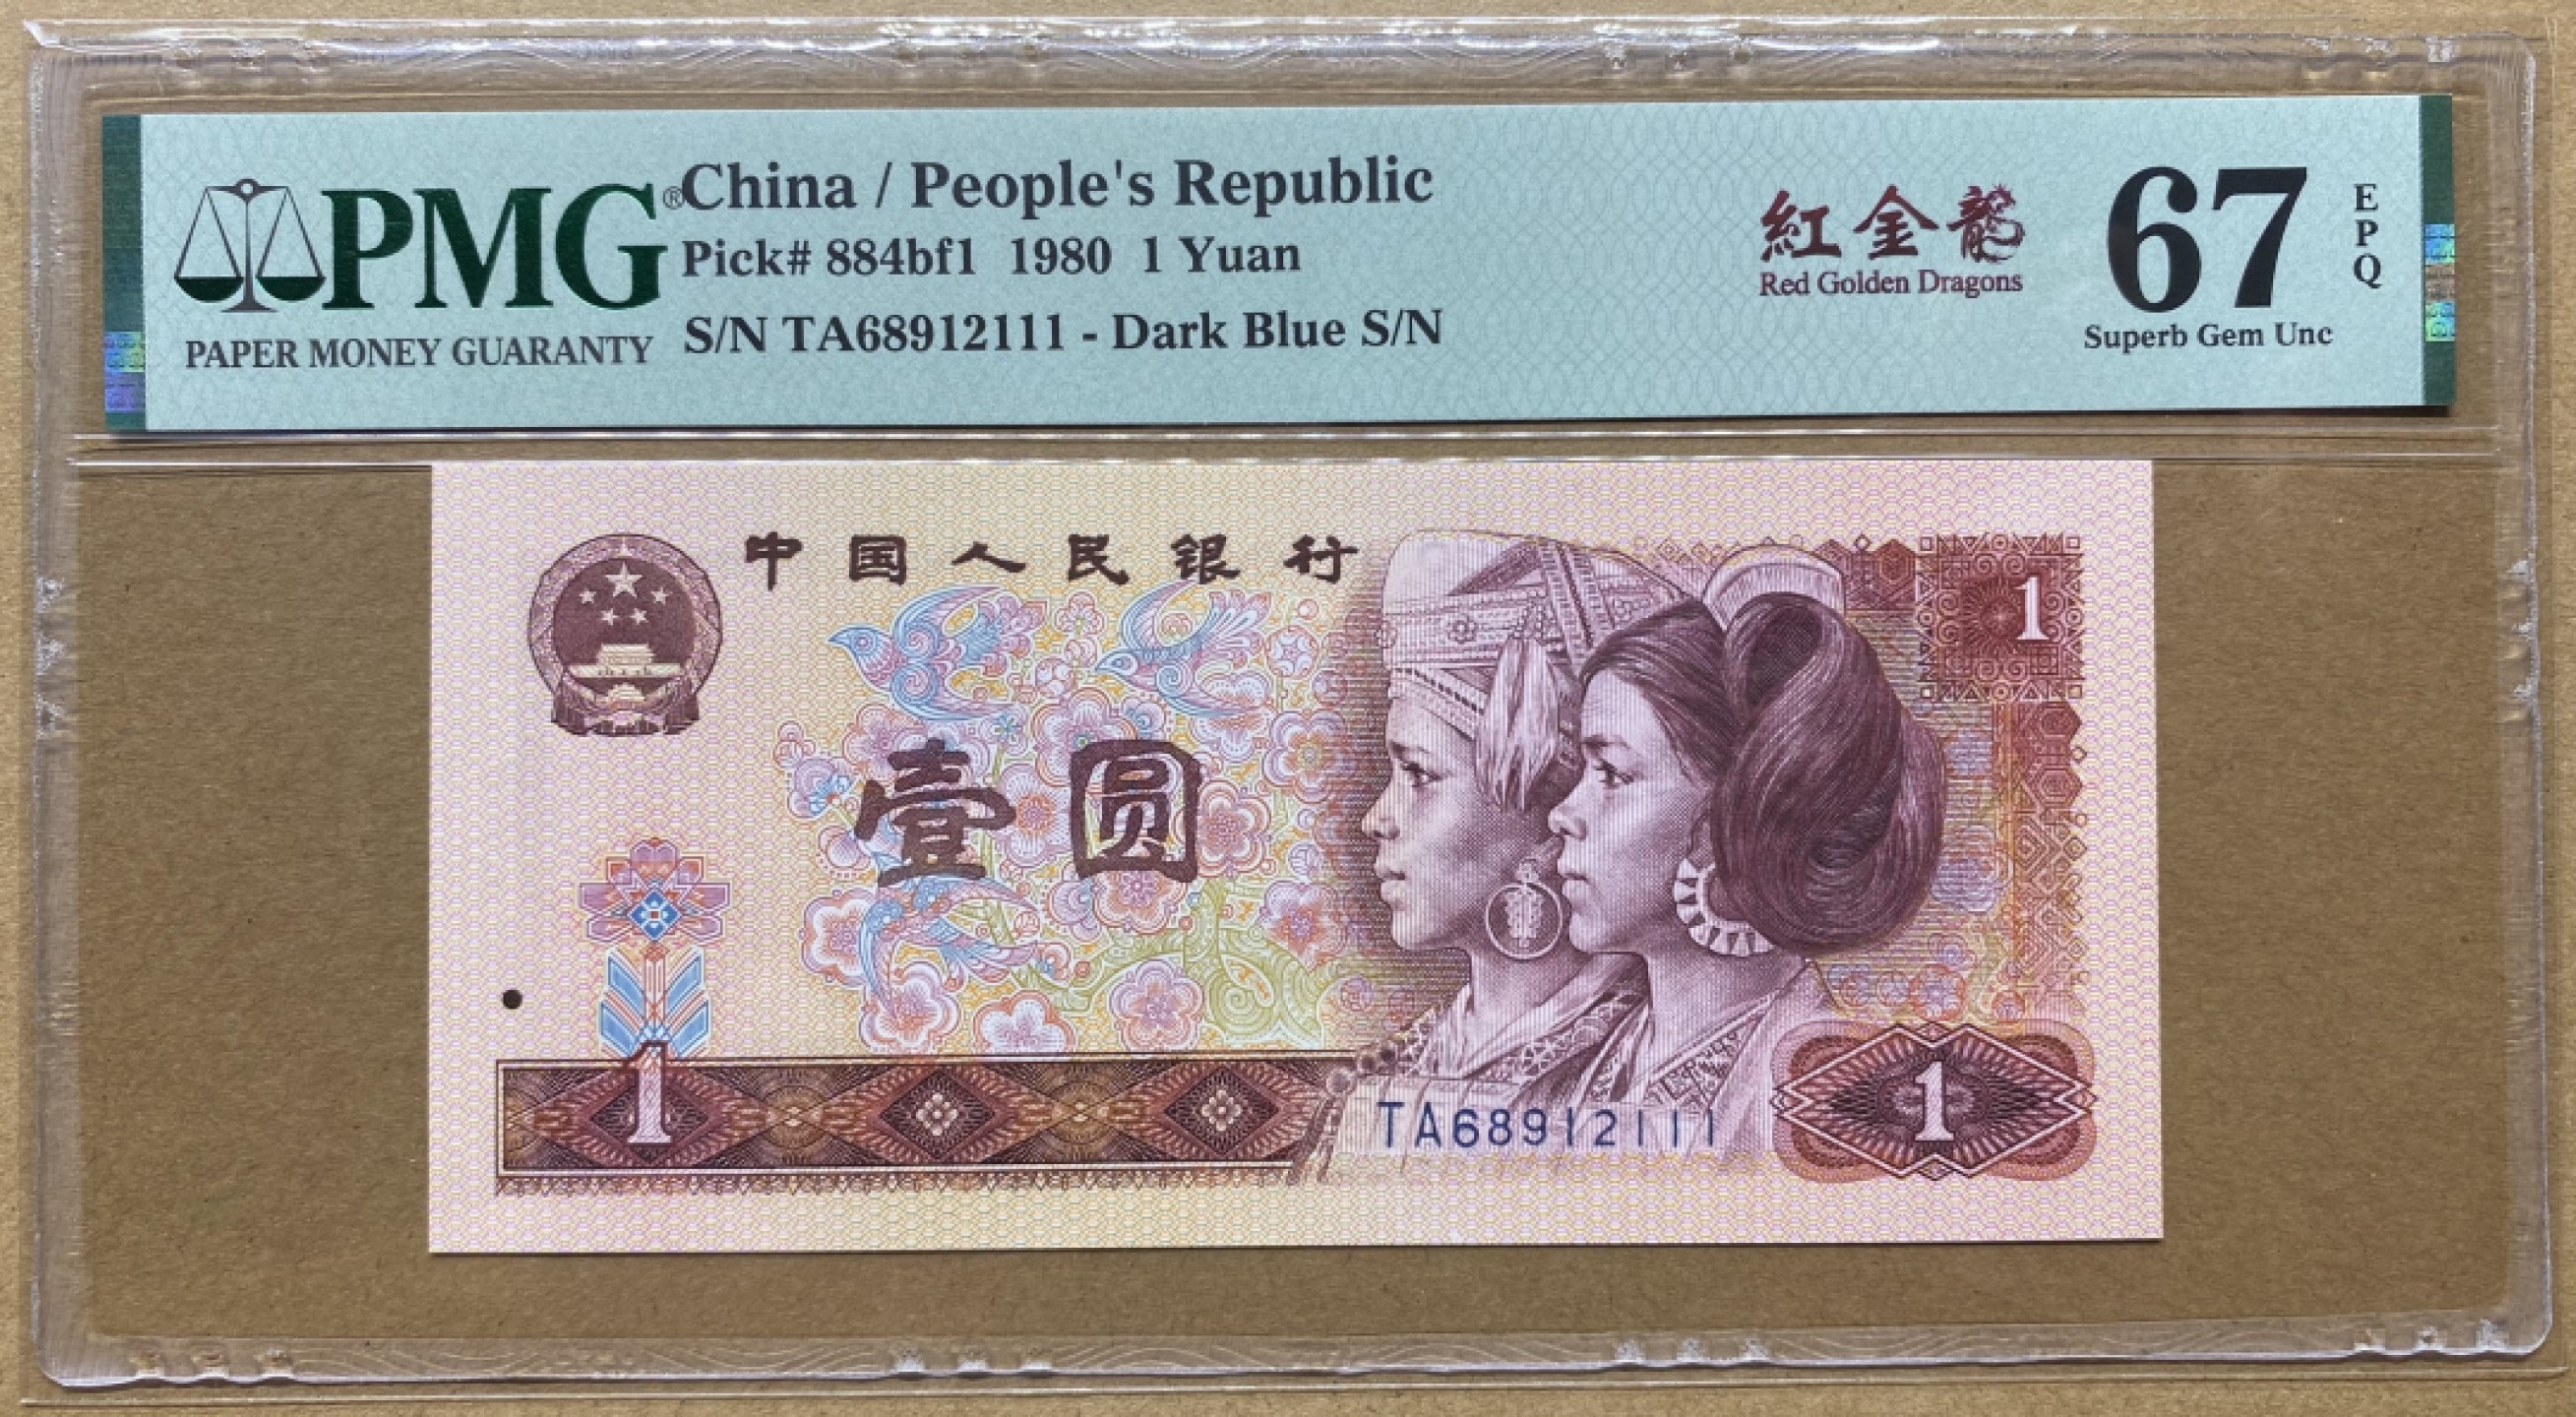 PMG®
PAPER MONEY GUARANTY
China / People's Republic
Pick# 884bf1 1980 1 Yuan
S/N TA68912111 - Dark Blue S/N
紅金龍
Red Golden Dragons
67
EPQ
Superb Gem Unc
中国人民银行
1
壹圆
1
TA68912111
1